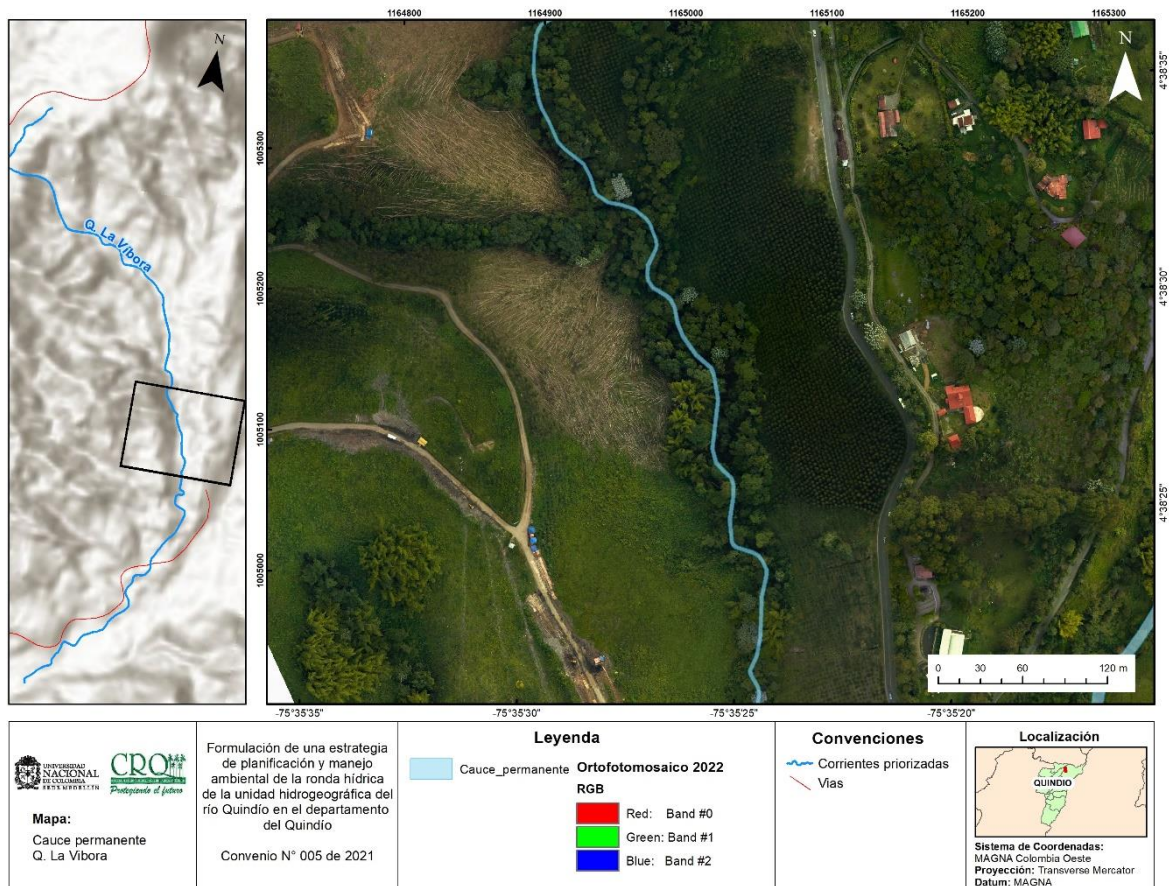 N
Q. La Víbora
1164800
1164900
1165000
1165100
1165200
1165300
N
1005300
1005200
1005100
1005000
4°38'35"
4°38'30"
4°38'25"
0 30 60 120 m
-75°35'35"
-75°35'30"
-75°35'25"
-75°35'20"
UNIVERSIDAD
NACIONAL
DE COLOMBIA
SEDE MEDELLÍN
CRQ
Protegiendo el futuro
Mapa:
Cauce permanente
Q. La Vibora
Formulación de una estrategia
de planificación y manejo
ambiental de la ronda hídrica
de la unidad hidrogeográfica del
río Quindío en el departamento
del Quindío
Convenio N° 005 de 2021
Leyenda
Cauce_permanente
Ortofotomosaico 2022
RGB
Red: Band #0
Green: Band #1
Blue: Band #2
Convenciones
Corrientes priorizadas
Vias
Localización
QUINDIO
Sistema de Coordenadas:
MAGNA Colombia Oeste
Proyección: Transverse Mercator
Datum: MAGNA